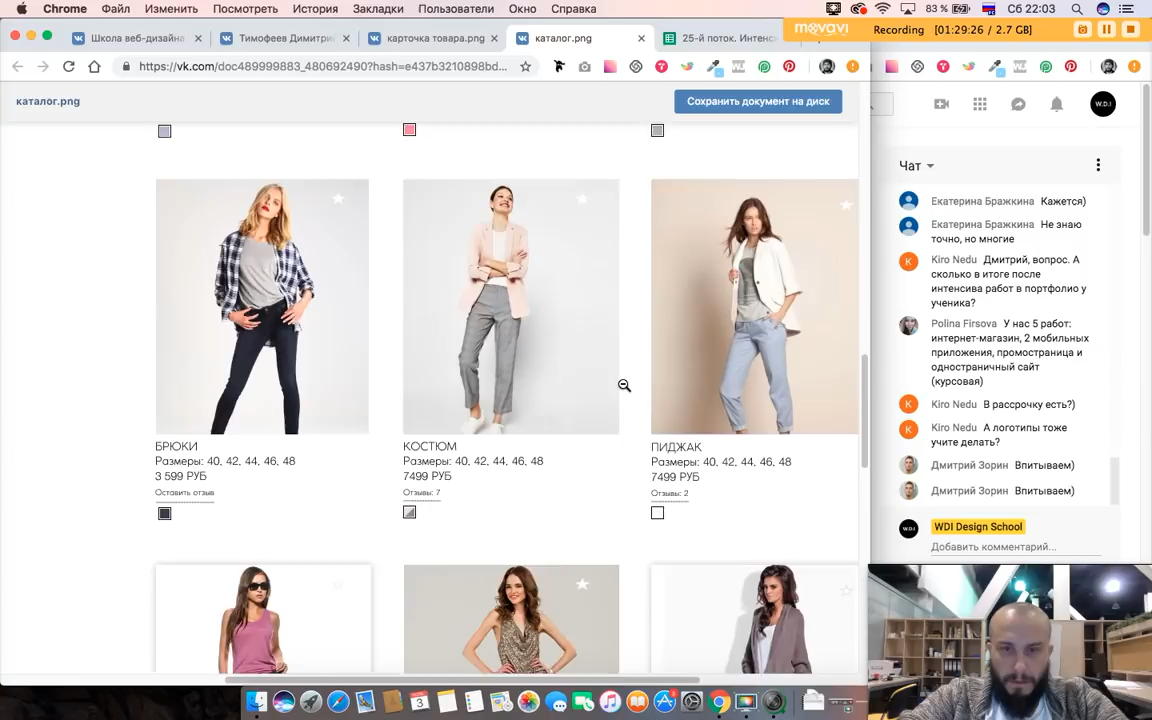 Chrome Файл Изменить Посмотреть История Закладки Люди Окно Справка
83 % Сб 22:03
Школа веб-дизайна
Тимофеев Димитри
карточка товара.png
каталог.png
25-й поток. Интенс
movavi
Recording [01:29:26 / 2.7 GB]
https://vk.com/doc489999883_480692490?hash=e437b3210898bd...
каталог.png
Сохранить документ на диск
W.D.I
Чат
Екатерина Бражкина Кажется)
Екатерина Бражкина Не знаю
точно, но многие
Kiro Nedu Дмитрий, вопрос. А
сколько в итоге после
интенсива работ в портфолио у
ученика?
Polina Firsova У нас 5 работ:
интернет-магазин, 2 мобильных
приложения, промостраница и
одностраничный сайт
(курсовая)
Kiro Nedu В рассрочку есть?)
Kiro Nedu А логотипы тоже
учите делать?
Дмитрий Зорин Впитываем)
Дмитрий Зорин Впитываем)
WDI Design School
Добавить комментарий...
БРЮКИ
Размеры: 40, 42, 44, 46, 48
3 599 РУБ
Оставить отзыв
КОСТЮМ
Размеры: 40, 42, 44, 46, 48
7499 РУБ
Отзывы: 7
ПИДЖАК
Размеры: 40, 42, 44, 46, 48
7499 РУБ
Отзывы: 2